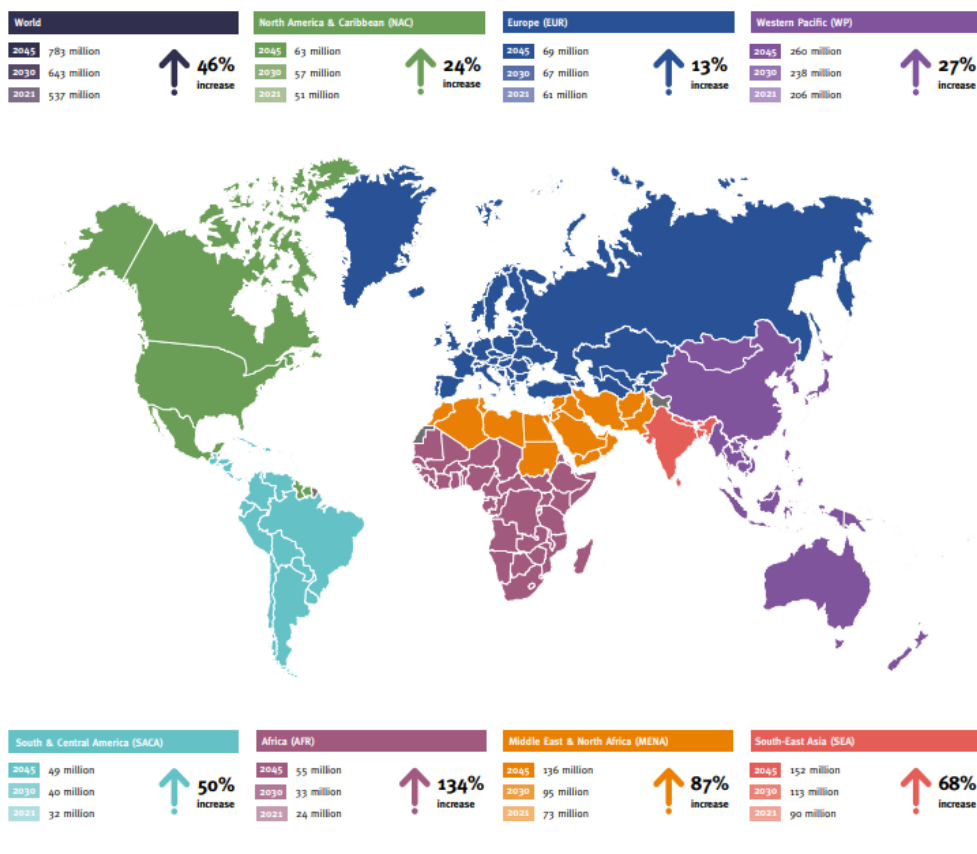 World
2045 783 million
2030 643 million
2021 537 million
46%
increase
North America & Caribbean (NAC)
2045 63 million
2030 57 million
2021 51 million
24%
increase
Europe (EUR)
2045 69 million
2030 67 million
2021 61 million
13%
increase
Western Pacific (WP)
2045 260 million
2030 238 million
2021 206 million
27%
increase
South & Central America (SACA)
2045 49 million
2030 40 million
2021 32 million
50%
increase
Africa (AFR)
2045 55 million
2030 33 million
2021 24 million
134%
increase
Middle East & North Africa (MENA)
2045 136 million
2030 95 million
2021 73 million
87%
increase
South-East Asia (SEA)
2045 152 million
2030 113 million
2021 90 million
68%
increase